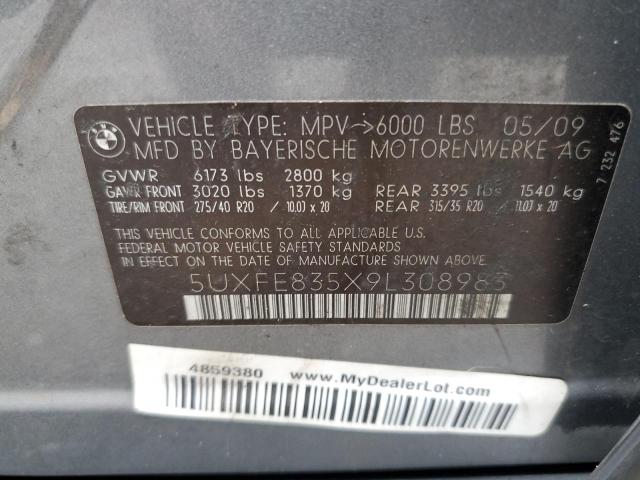 BMW
VEHICLE TYPE: MPV->6000 LBS 05/09
MFD BY BAYERISCHE MOTORENWERKE AG
GVWR 6173 lbs 2800 kg
GAWR FRONT 3020 lbs 1370 kg REAR 3395 lbs 1540 kg
TIRE/RIM FRONT 275/40 R20 / 10.0J x 20 REAR 315/35 R20 / 11.0J x 20
THIS VEHICLE CONFORMS TO ALL APPLICABLE U.S.
FEDERAL MOTOR VEHICLE SAFETY STANDARDS
IN EFFECT ON THE DATE OF MANUFACTURE SHOWN ABOVE
5UXFE835X9L308983
7 232 476
4859380 www.MyDealerLot.com